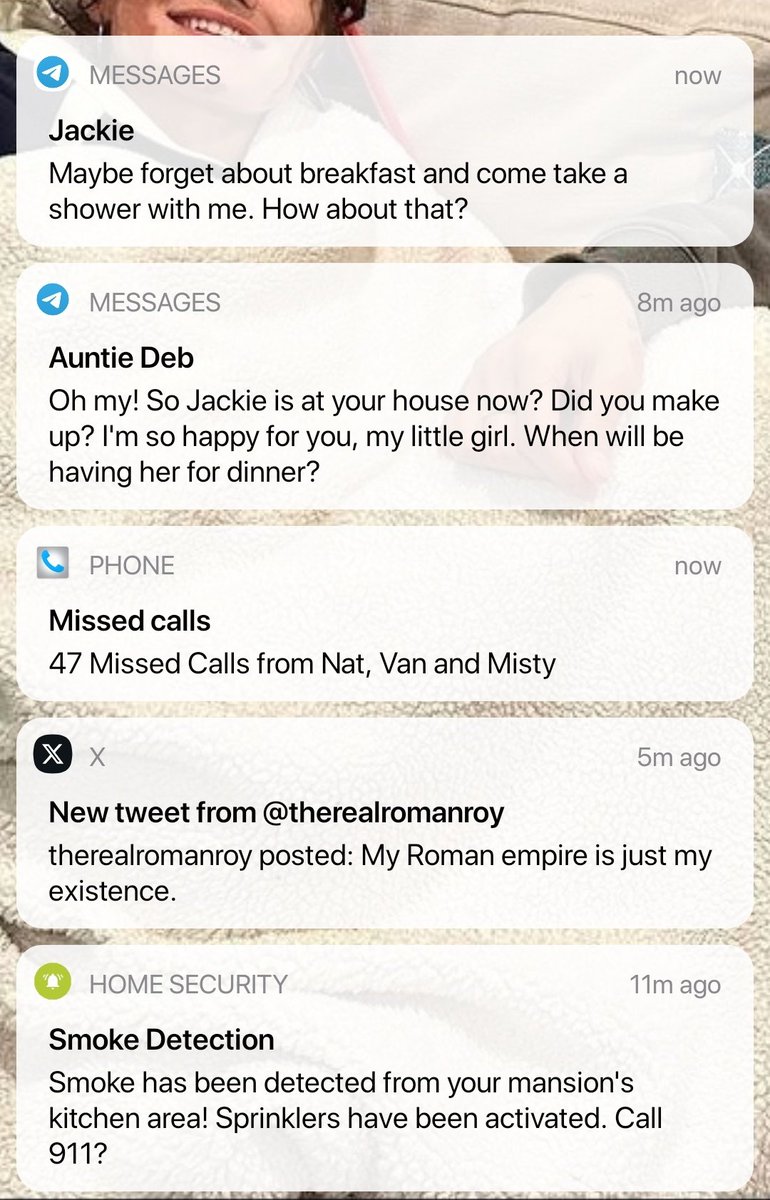 MESSAGES now
Jackie
Maybe forget about breakfast and come take a
shower with me. How about that?
MESSAGES 8m ago
Auntie Deb
Oh my! So Jackie is at your house now? Did you make
up? I'm so happy for you, my little girl. When will be
having her for dinner?
PHONE now
Missed calls
47 Missed Calls from Nat, Van and Misty
X 5m ago
New tweet from @therealromanroy
therealromanroy posted: My Roman empire is just my
existence.
HOME SECURITY 11m ago
Smoke Detection
Smoke has been detected from your mansion's
kitchen area! Sprinklers have been activated. Call
911?